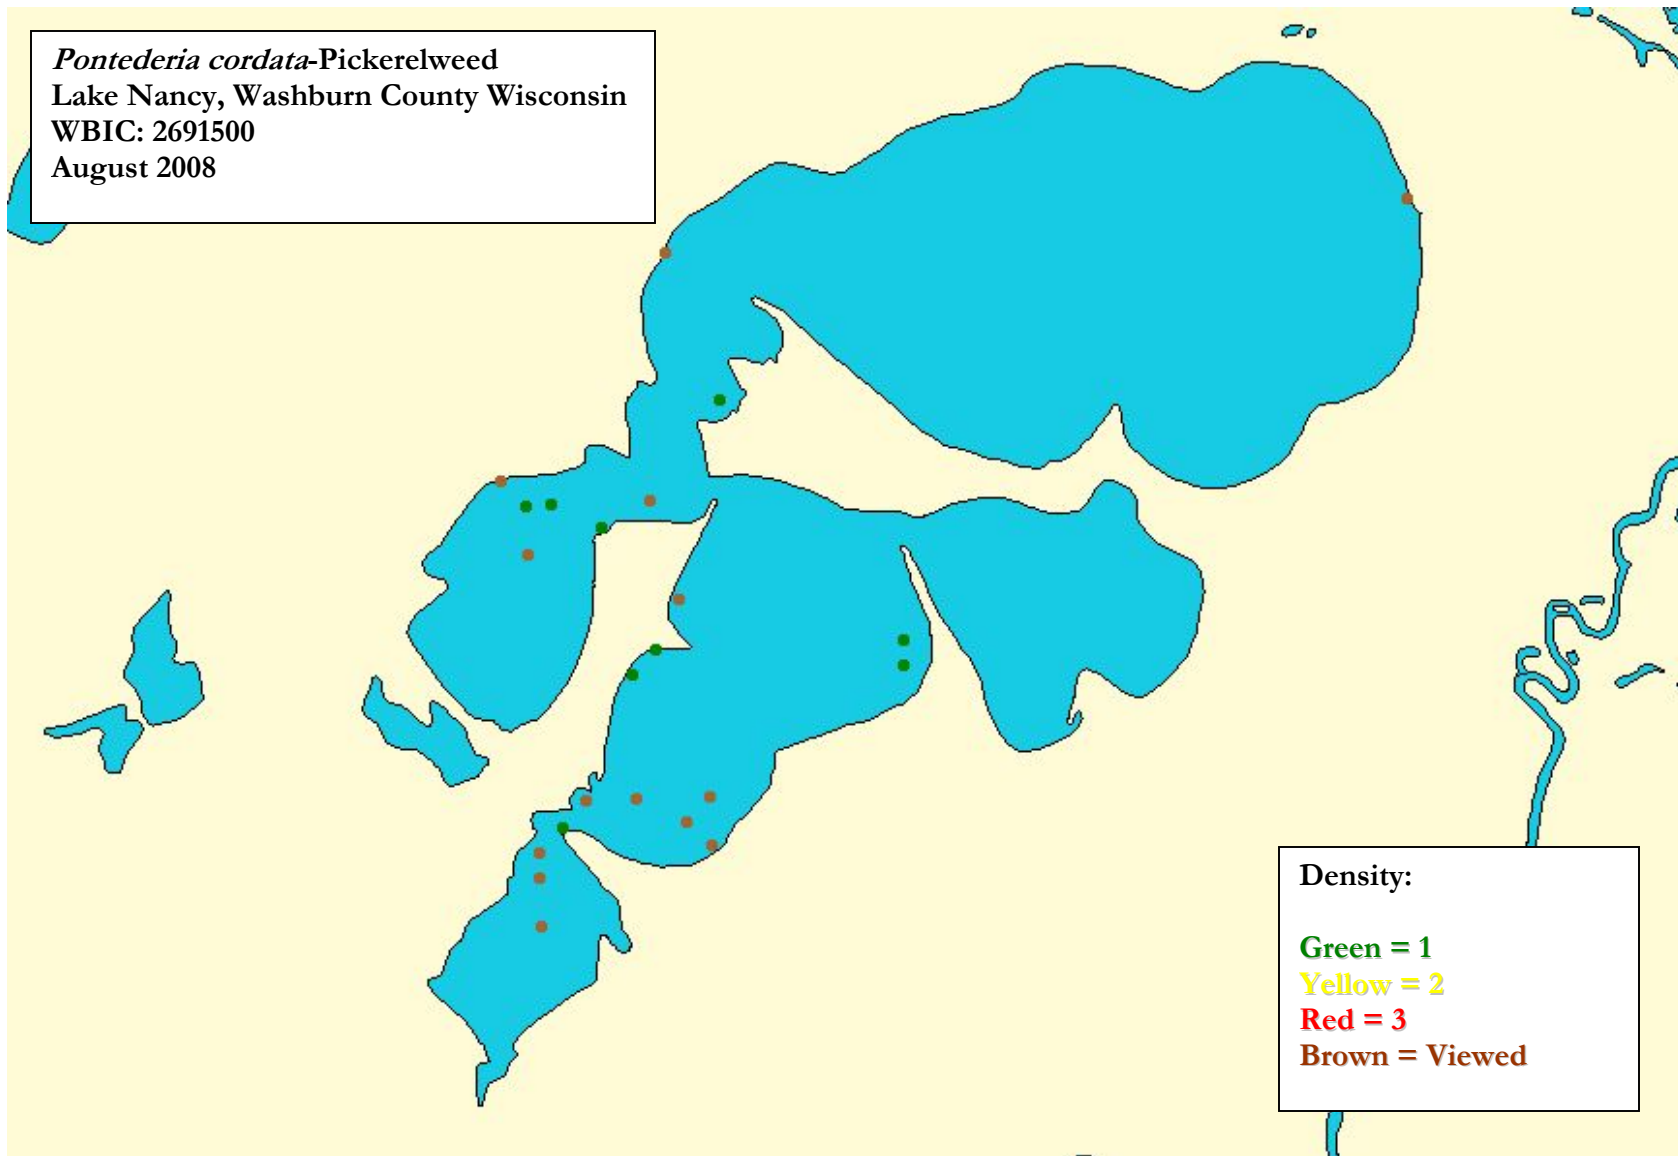 Pontederia cordata-Pickerelweed
Lake Nancy, Washburn County Wisconsin
WBIC: 2691500
August 2008
Density:
Green = 1
Yellow = 2
Red = 3
Brown = Viewed